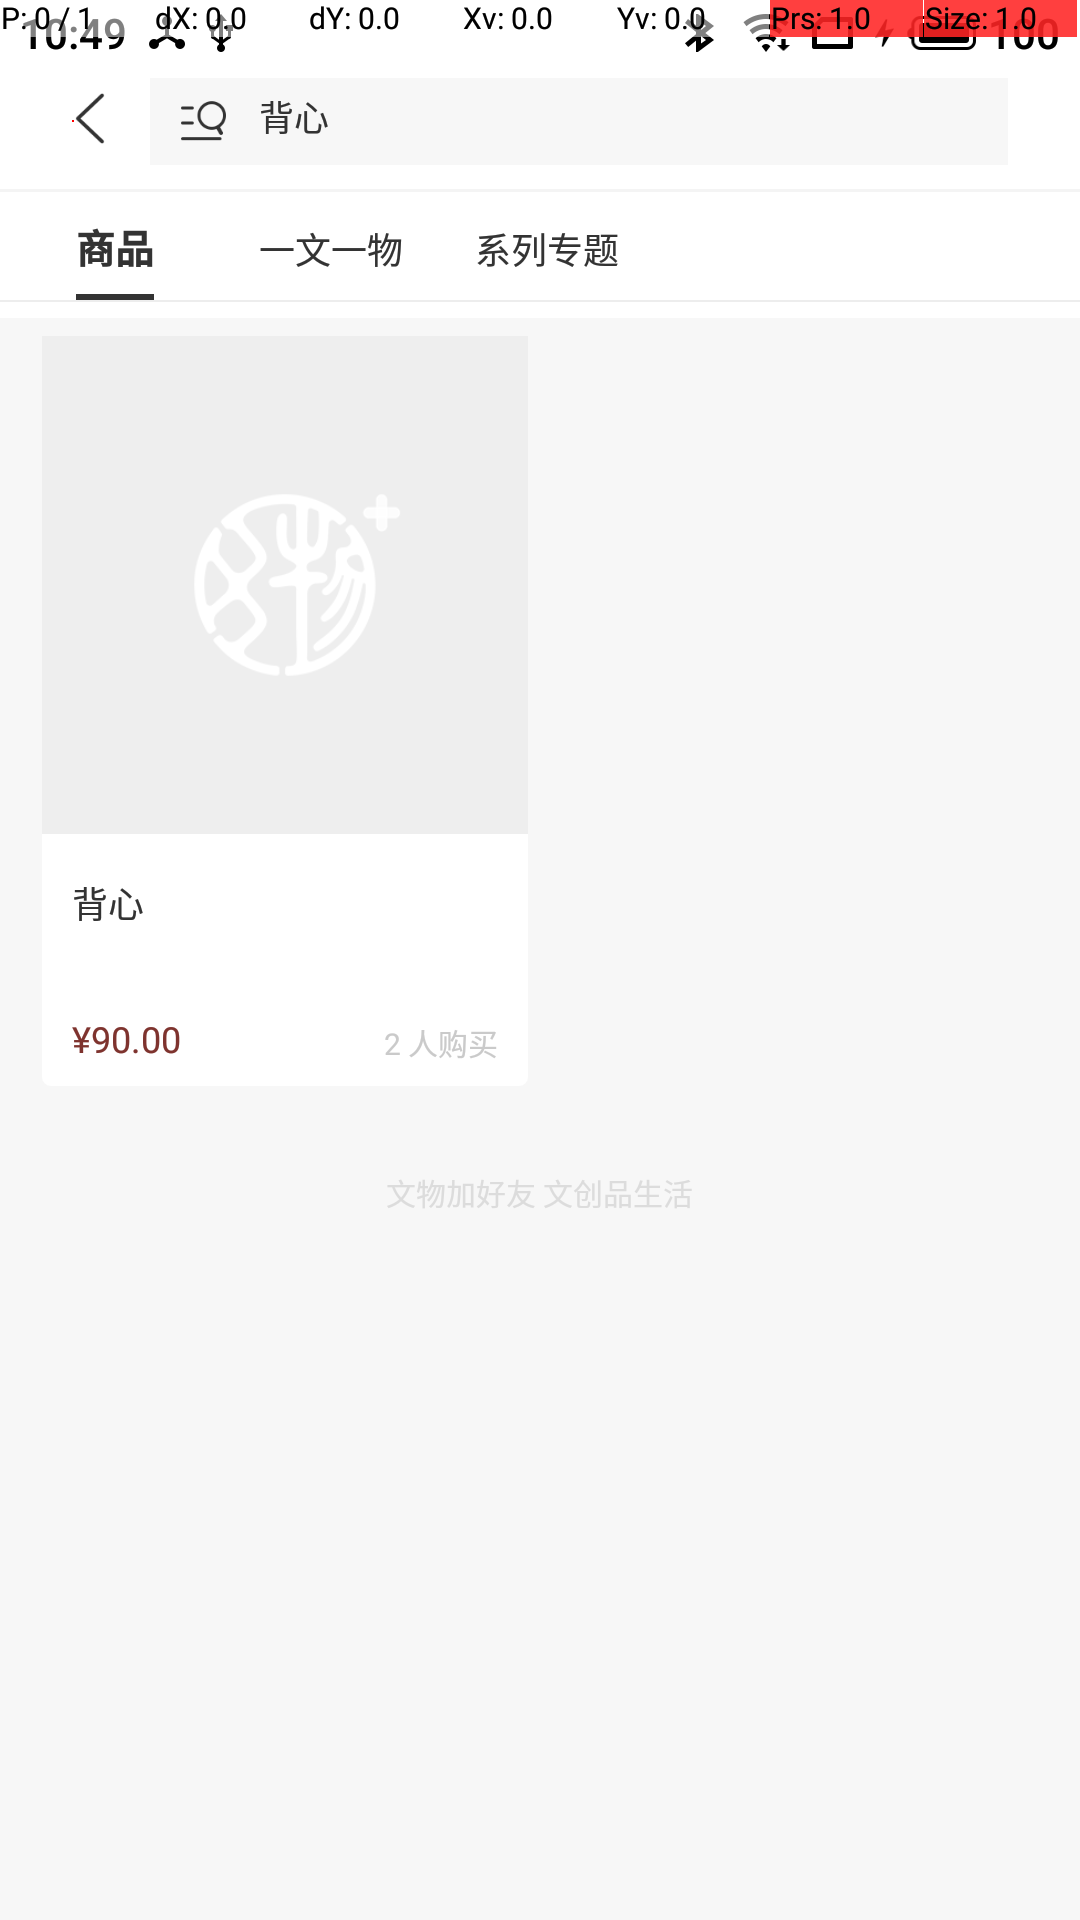 P: 0 / 1 dX: 0.0 dY: 0.0 Xv: 0.0 Yv: 0.0 Prs: 1.0 Size: 1.0
10:49 100
背心
商品 一文一物 系列专题
背心
¥90.00 2 人购买
文物加好友 文创品生活